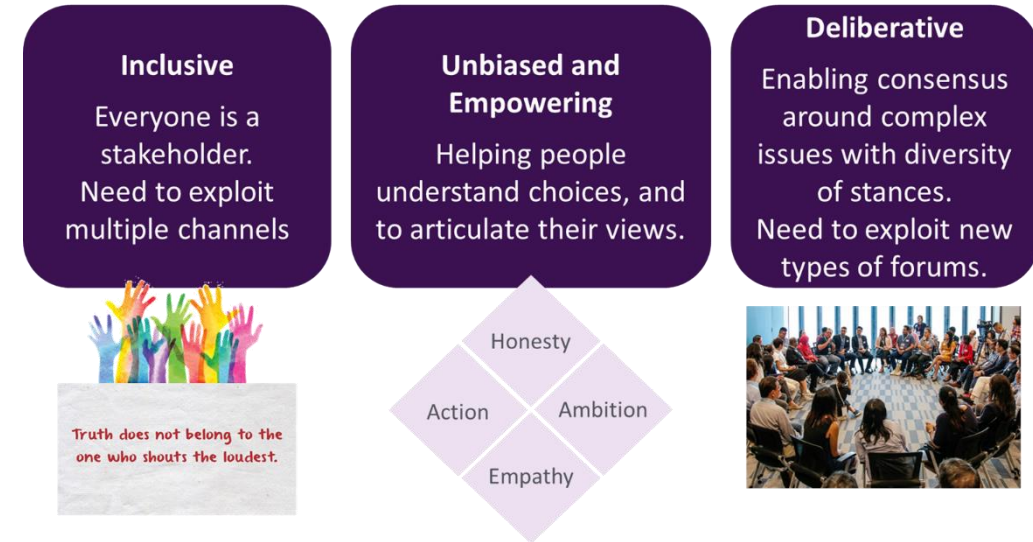 Inclusive
Everyone is a
stakeholder.
Need to exploit
multiple channels
Unbiased and
Empowering
Helping people
understand choices, and
to articulate their views.
Deliberative
Enabling consensus
around complex
issues with diversity
of stances.
Need to exploit new
types of forums.
Truth does not belong to the
one who shouts the loudest.
Honesty
Action
Ambition
Empathy